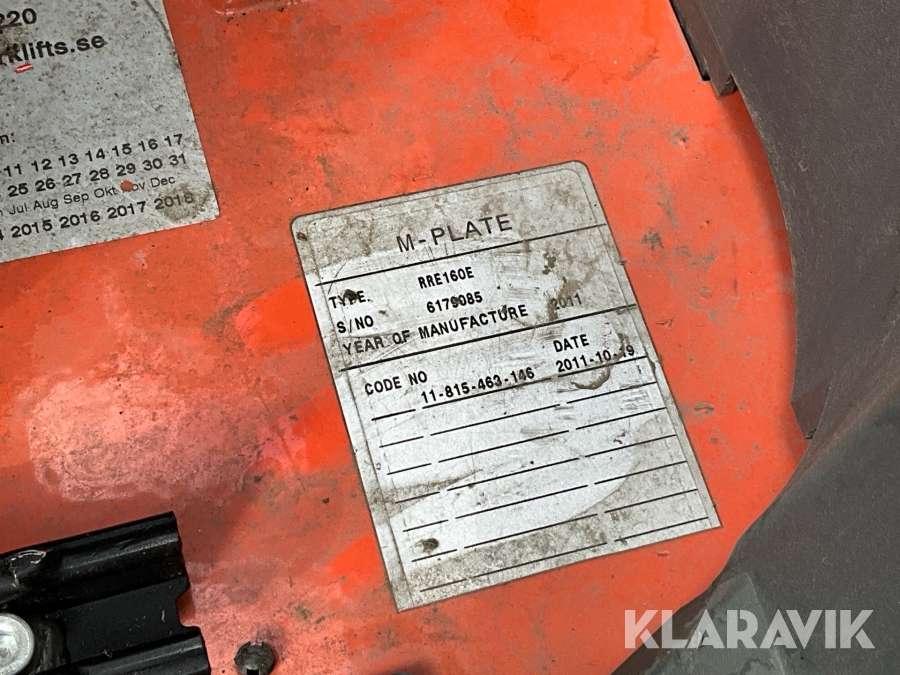 220
klifts.se
n:
11 12 13 14 15 16 17
25 26 27 28 29 30 31
Jul Aug Sep Okt Nov Dec
2015 2016 2017 2018
M-PLATE
TYPE. RRE160E
S/NO 6179085
YEAR OF MANUFACTURE 2011
CODE NO DATE
11-815-463-146 2011-10-19
KLARAVIK